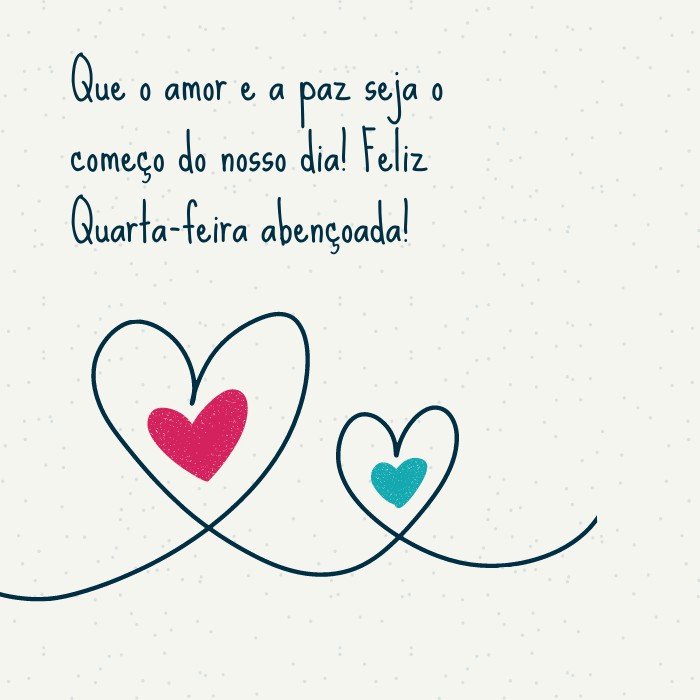 Que o amor e a paz seja o
começo do nosso dia! Feliz
Quarta-feira abençoada!